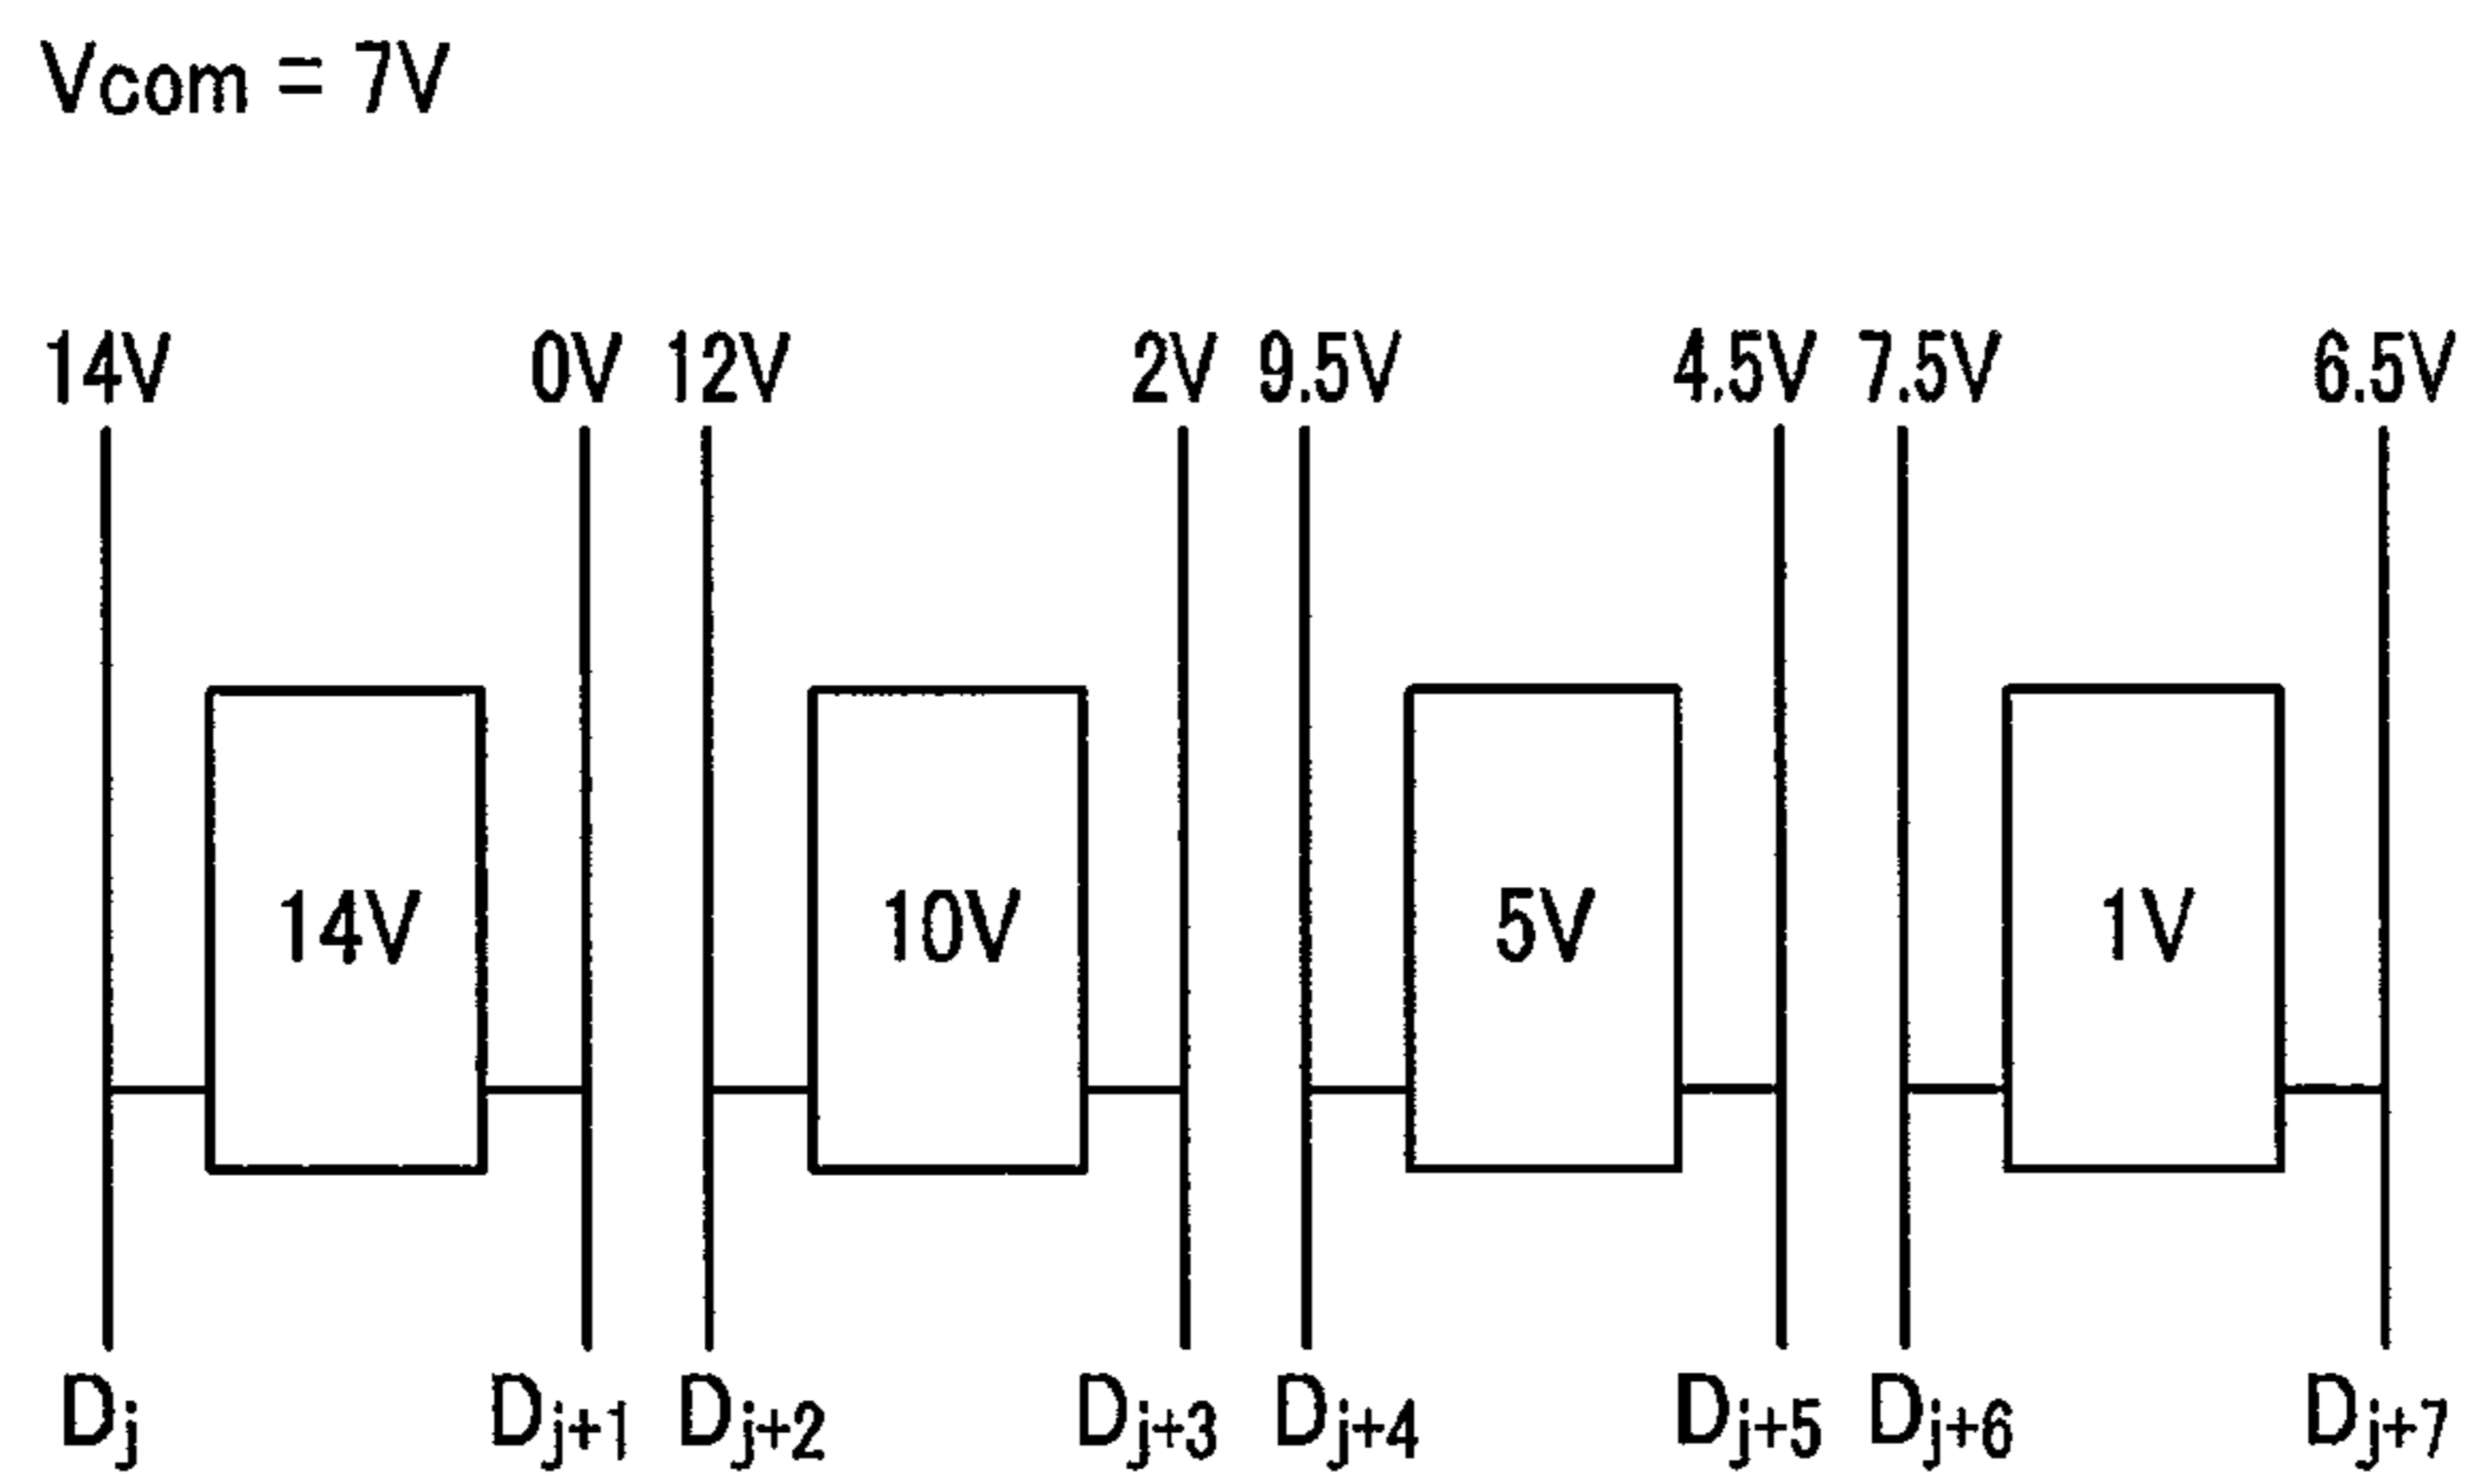 Vcom = 7V
14V 0V 12V 2V 9.5V 4.5V 7.5V 6.5V
14V 10V 5V 1V
Dj Dj+1 Dj+2 Dj+3 Dj+4 Dj+5 Dj+6 Dj+7